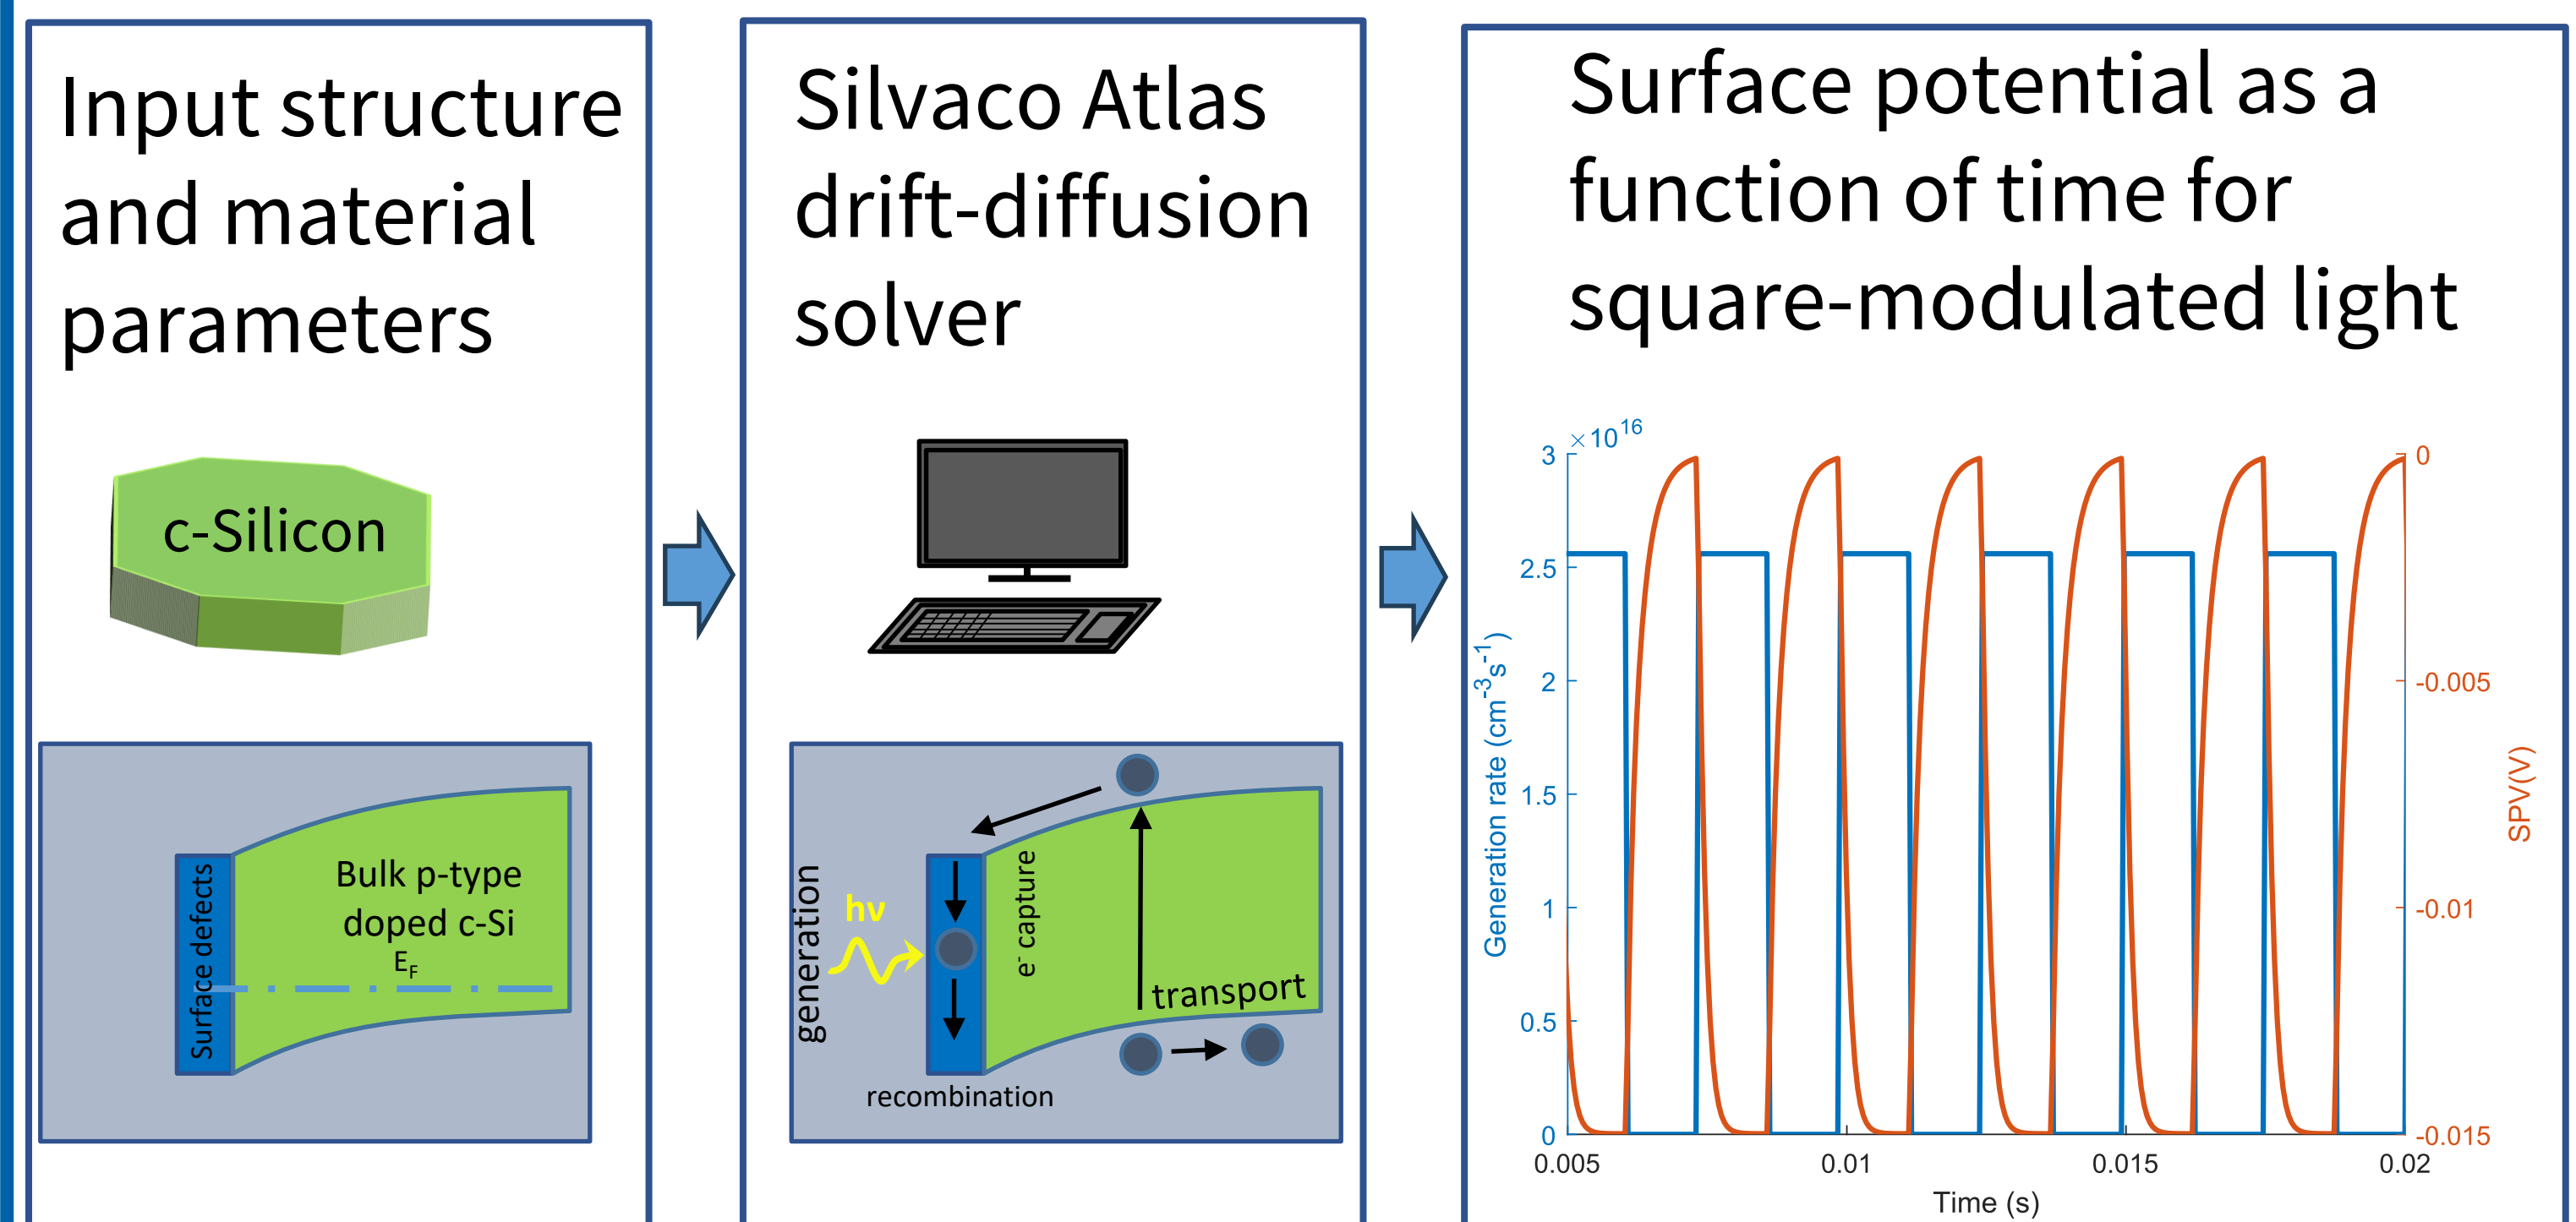 Input structure
and material
parameters
c-Silicon
Surface defects
Bulk p-type
doped c-Si
E_F
Silvaco Atlas
drift-diffusion
solver
generation
hν
e⁻ capture
transport
recombination
Surface potential as a
function of time for
square-modulated light
×10¹⁶
3
2.5
2
1.5
1
0.5
0
Generation rate (cm⁻³s⁻¹)
0
-0.005
-0.01
-0.015
SPV(V)
0.005 0.01 0.015 0.02
Time (s)